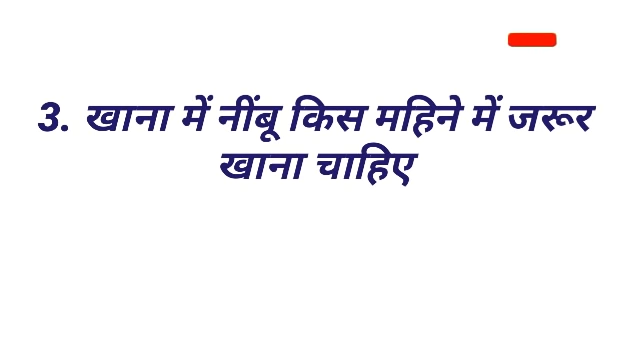 3. खाना में नींबू किस महिने में जरूर
खाना चाहिए